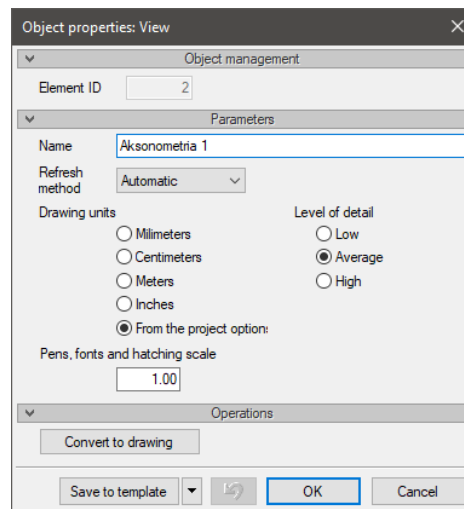 Object properties: View
Object management
Element ID 2
Parameters
Name Aksonometria 1
Refresh
method Automatic
Drawing units Level of detail
Milimeters Low
Centimeters Average
Meters High
Inches
From the project option
Pens, fonts and hatching scale
1.00
Operations
Convert to drawing
Save to template OK Cancel